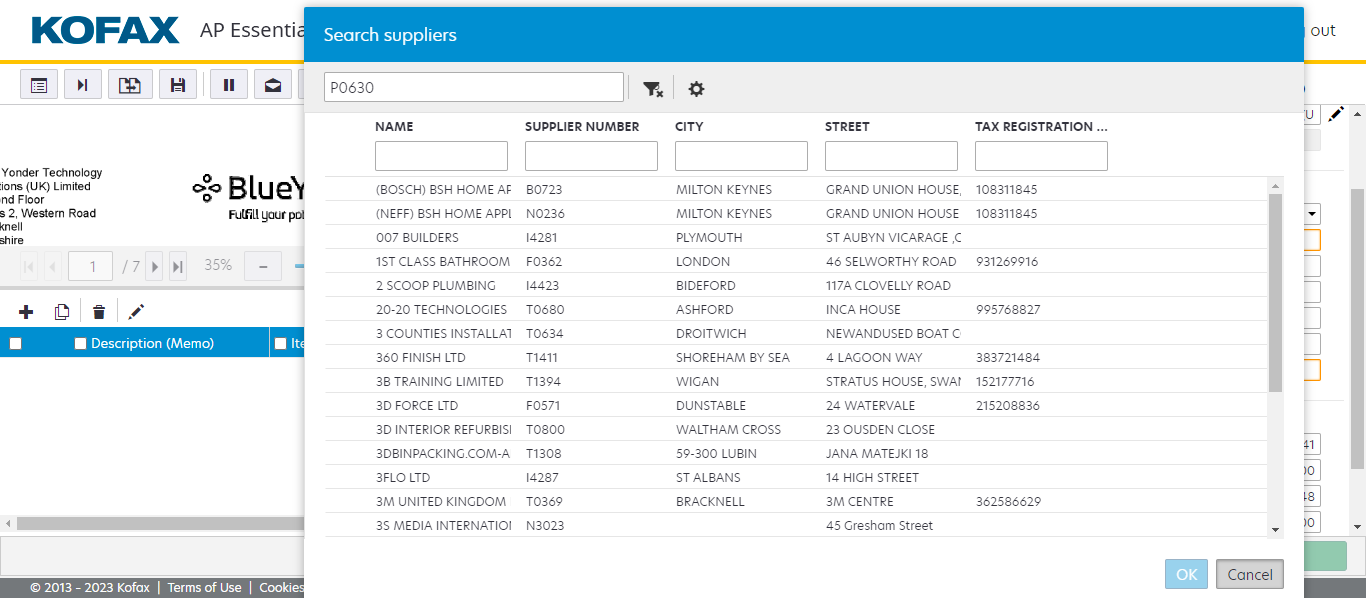 KOFAX AP Essentia
Search suppliers
out
P0630
NAME SUPPLIER NUMBER CITY STREET TAX REGISTRATION ...
(BOSCH) BSH HOME AP B0723 MILTON KEYNES GRAND UNION HOUSE, 108311845
(NEFF) BSH HOME APPL N0236 MILTON KEYNES GRAND UNION HOUSE 108311845
007 BUILDERS I4281 PLYMOUTH ST AUBYN VICARAGE ,C
1ST CLASS BATHROOM F0362 LONDON 46 SELWORTHY ROAD 931269916
2 SCOOP PLUMBING I4423 BIDEFORD 117A CLOVELLY ROAD
20-20 TECHNOLOGIES T0680 ASHFORD INCA HOUSE 995768827
3 COUNTIES INSTALLAT T0634 DROITWICH NEWANDUSED BOAT C
360 FINISH LTD T1411 SHOREHAM BY SEA 4 LAGOON WAY 383721484
3B TRAINING LIMITED T1394 WIGAN STRATUS HOUSE, SWAN 152177716
3D FORCE LTD F0571 DUNSTABLE 24 WATERVALE 215208836
3D INTERIOR REFURBISI T0800 WALTHAM CROSS 23 OUSDEN CLOSE
3DBINPACKING.COM-A T1308 59-300 LUBIN JANA MATEJKI 18
3FLO LTD I4287 ST ALBANS 14 HIGH STREET
3M UNITED KINGDOM T0369 BRACKNELL 3M CENTRE 362586629
3S MEDIA INTERNATION N3023 45 Gresham Street
OK Cancel
Yonder Technology
tions (UK) Limited
nd Floor
s 2, Western Road
knell
shire
BlueY
Fulfill your pot
1 / 7 35%
Description (Memo) Ite
U
41
00
48
00
© 2013 - 2023 Kofax | Terms of Use | Cookies